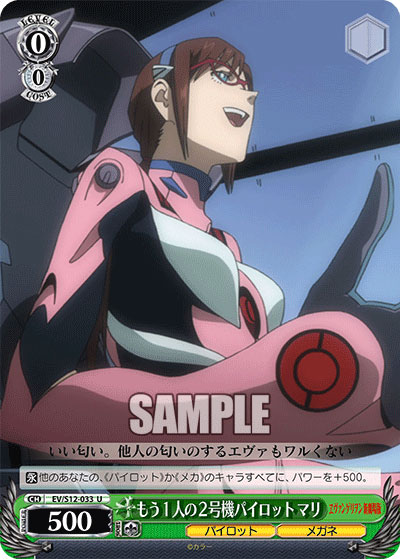 LEVEL
0
0
COST
SAMPLE
いい匂い。他人の匂いのするエヴァもワルくない
永 他のあなたの、《パイロット》か《メカ》のキャラすべてに、パワーを+500。
CH EV/S12-033 U
もう1人の2号機パイロット マリ
ヱヴァンゲリヲン新劇場版
POWER
500
パイロット
メガネ
©カラー